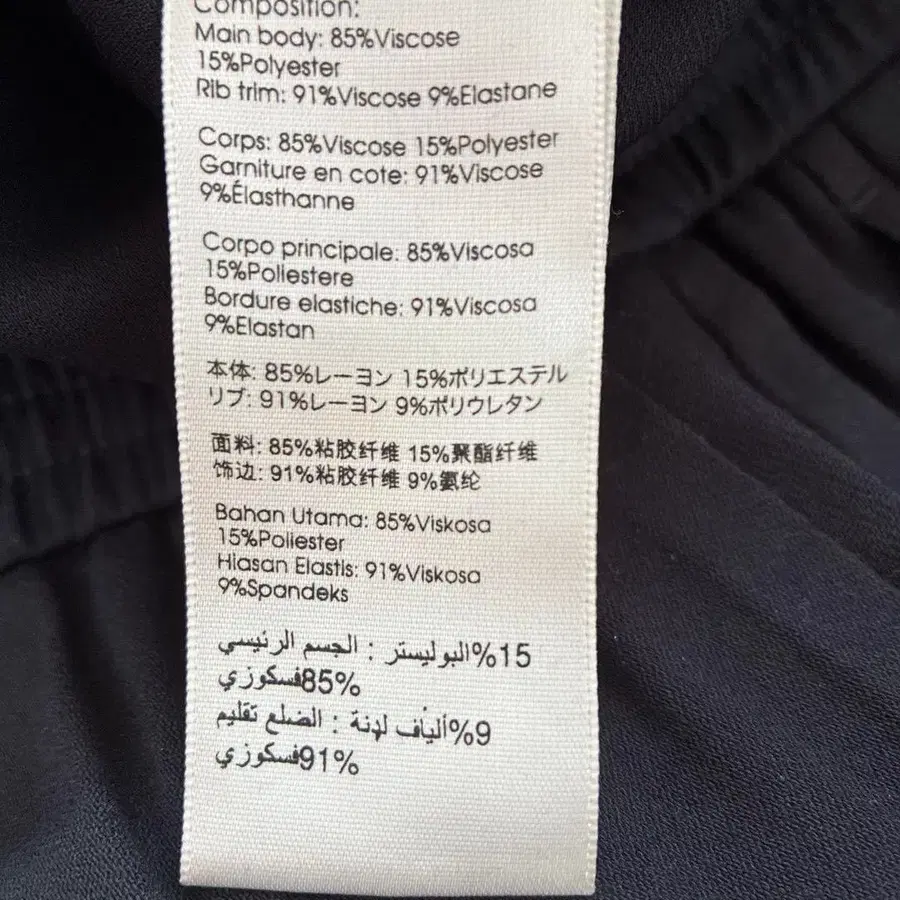 Composition:
Main body: 85%Viscose
15%Polyester
Rib trim: 91%Viscose 9%Elastane
Corps: 85%Viscose 15%Polyester
Garniture en cote: 91%Viscose
9%Élasthanne
Corpo principale: 85%Viscosa
15%Poliestere
Bordure elastiche: 91%Viscosa
9%Elastan
本体: 85%レーヨン 15%ポリエステル
リブ: 91%レーヨン 9%ポリウレタン
面料: 85%粘胶纤维 15%聚酯纤维
饰边: 91%粘胶纤维 9%氨纶
Bahan Utama: 85%Viskosa
15%Poliester
Hiasan Elastis: 91%Viskosa
9%Spandeks
15%البوليستر : الجسم الرئيسي
85%فسكوزي
9%ألياف لدنة : الضلع تقليم
91%فسكوزي